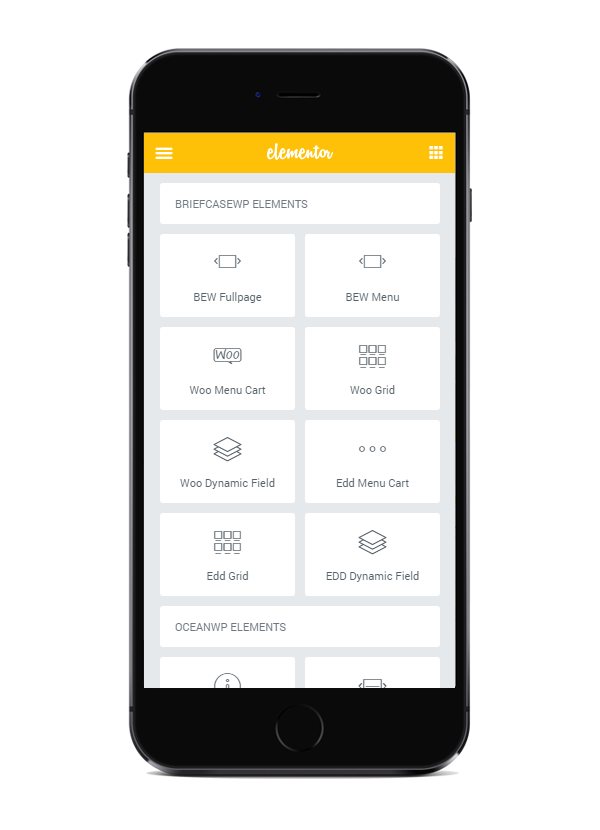 elementor
BRIEFCASEWP ELEMENTS
BEW Fullpage
BEW Menu
Woo
Woo Menu Cart
Woo Grid
Woo Dynamic Field
Edd Menu Cart
Edd Grid
EDD Dynamic Field
OCEANWP ELEMENTS